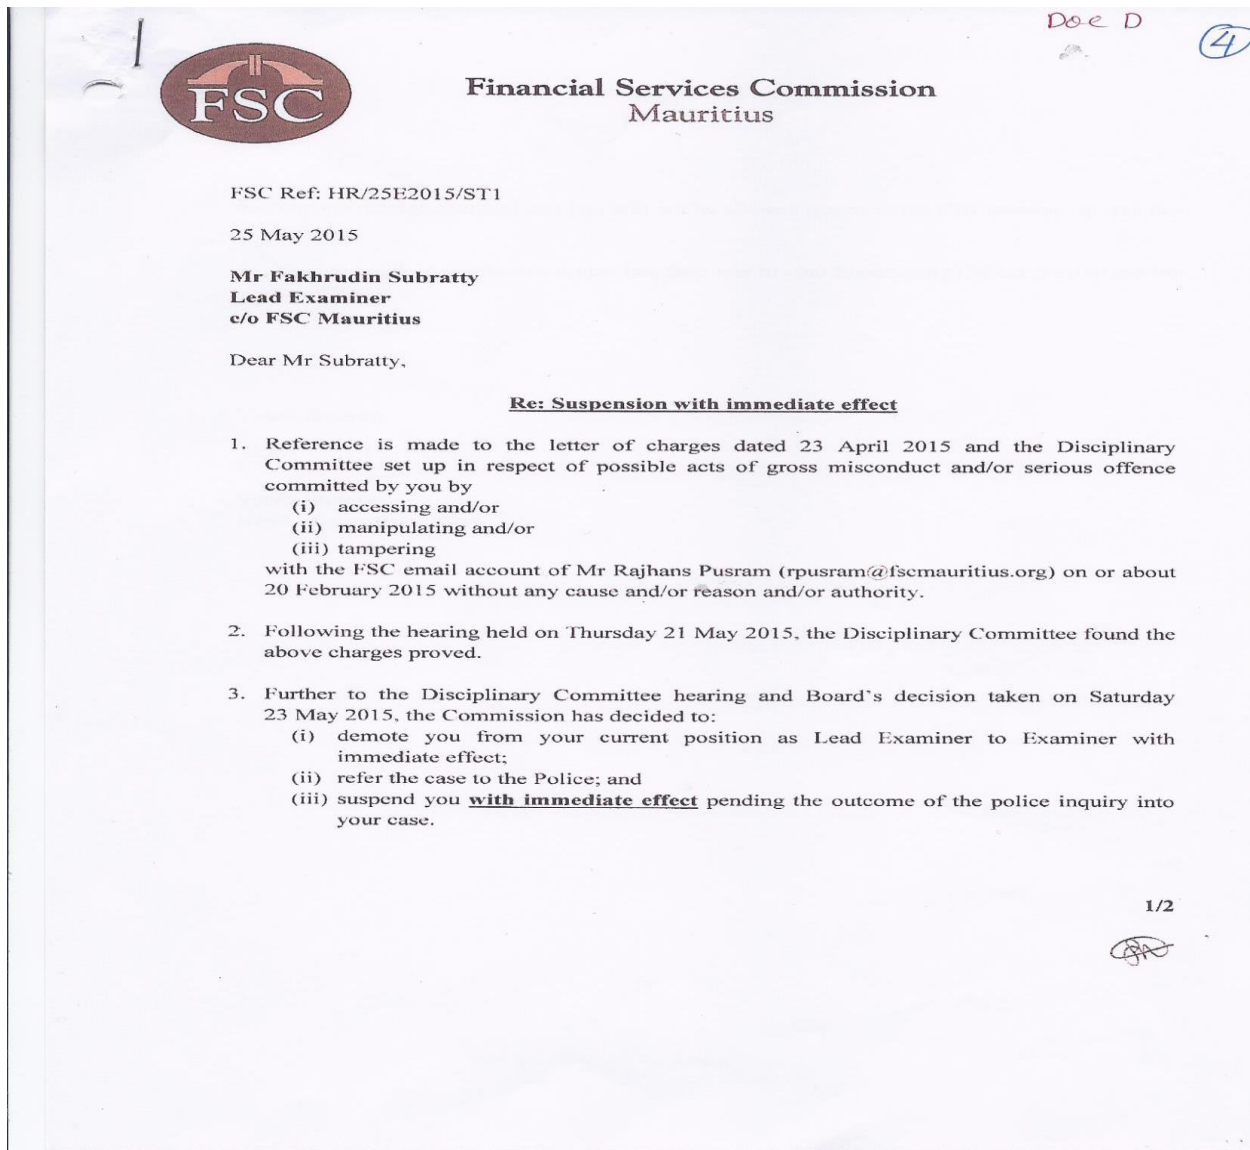 Doc D
4
FSC
Financial Services Commission
Mauritius
FSC Ref: HR/25E2015/ST1
25 May 2015
Mr Fakhrudin Subratty
Lead Examiner
c/o FSC Mauritius
Dear Mr Subratty,
Re: Suspension with immediate effect
1. Reference is made to the letter of charges dated 23 April 2015 and the Disciplinary
Committee set up in respect of possible acts of gross misconduct and/or serious offence
committed by you by
(i) accessing and/or
(ii) manipulating and/or
(iii) tampering
with the FSC email account of Mr Rajhans Pusram (rpusram@fscmauritius.org) on or about
20 February 2015 without any cause and/or reason and/or authority.
2. Following the hearing held on Thursday 21 May 2015, the Disciplinary Committee found the
above charges proved.
3. Further to the Disciplinary Committee hearing and Board's decision taken on Saturday
23 May 2015, the Commission has decided to:
(i) demote you from your current position as Lead Examiner to Examiner with
immediate effect;
(ii) refer the case to the Police; and
(iii) suspend you with immediate effect pending the outcome of the police inquiry into
your case.
1/2